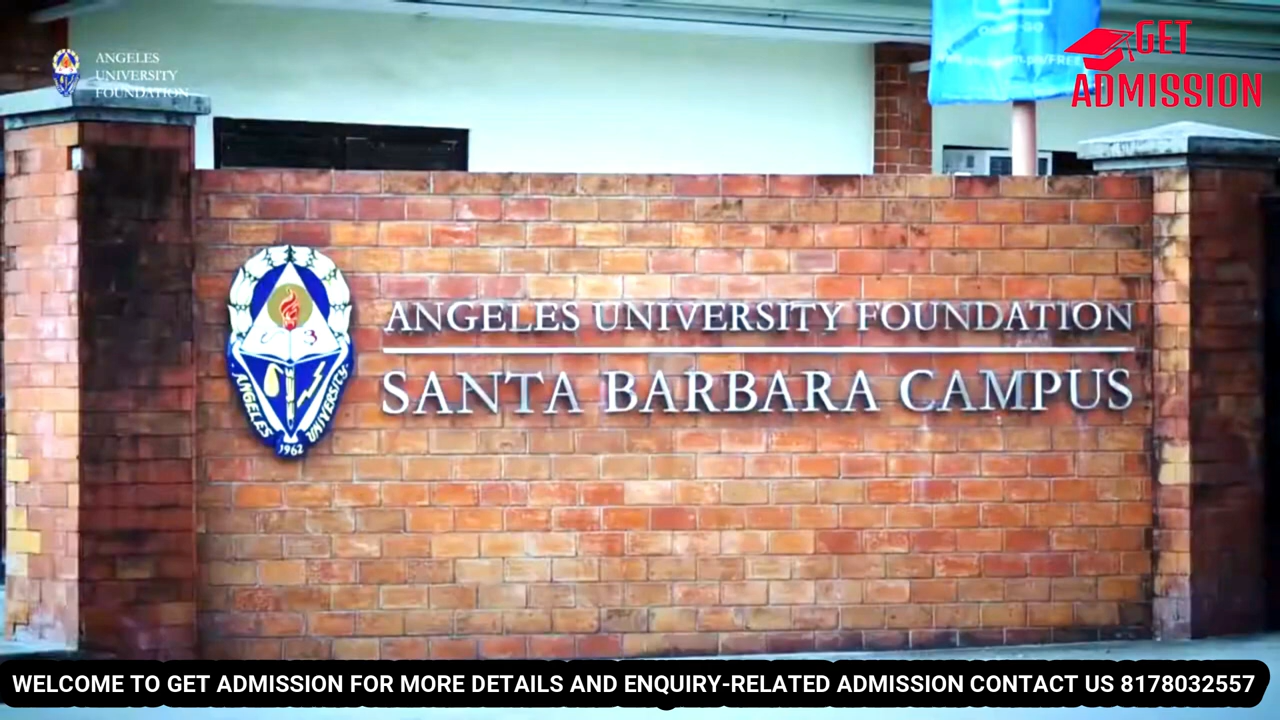 ANGELES
UNIVERSITY
FOUNDATION
GET
ADMISSION
ANGELES UNIVERSITY FOUNDATION
SANTA BARBARA CAMPUS
ANGELES UNIVERSITY
1962
WELCOME TO GET ADMISSION FOR MORE DETAILS AND ENQUIRY-RELATED ADMISSION CONTACT US 8178032557